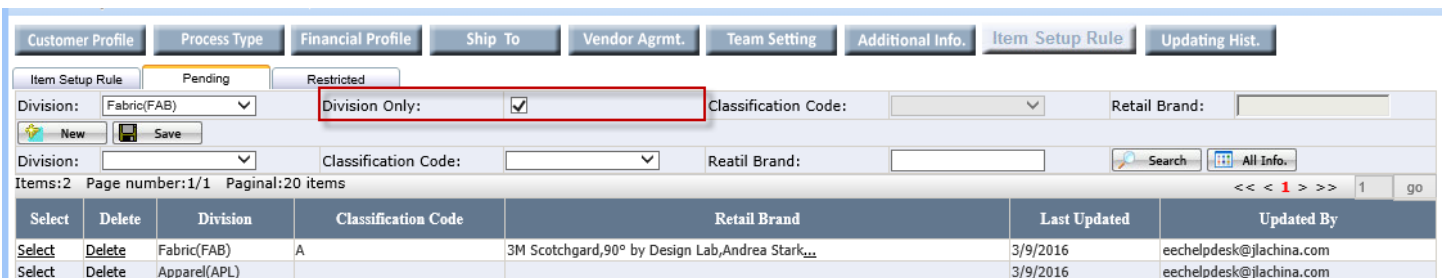 Customer Profile Process Type Financial Profile Ship To Vendor Agrmt. Team Setting Additional Info. Item Setup Rule Updating Hist.
Item Setup Rule Pending Restricted
Division: Fabric(FAB) Division Only: Classification Code: Retail Brand:
New Save
Division: Classification Code: Reatil Brand: Search All Info.
Items:2 Page number:1/1 Paginal:20 items << < 1 > >> 1 go
Select Delete Division Classification Code Retail Brand Last Updated Updated By
Select Delete Fabric(FAB) A 3M Scotchgard,90° by Design Lab,Andrea Stark... 3/9/2016 eechelpdesk@jlachina.com
Select Delete Apparel(APL) 3/9/2016 eechelpdesk@jlachina.com